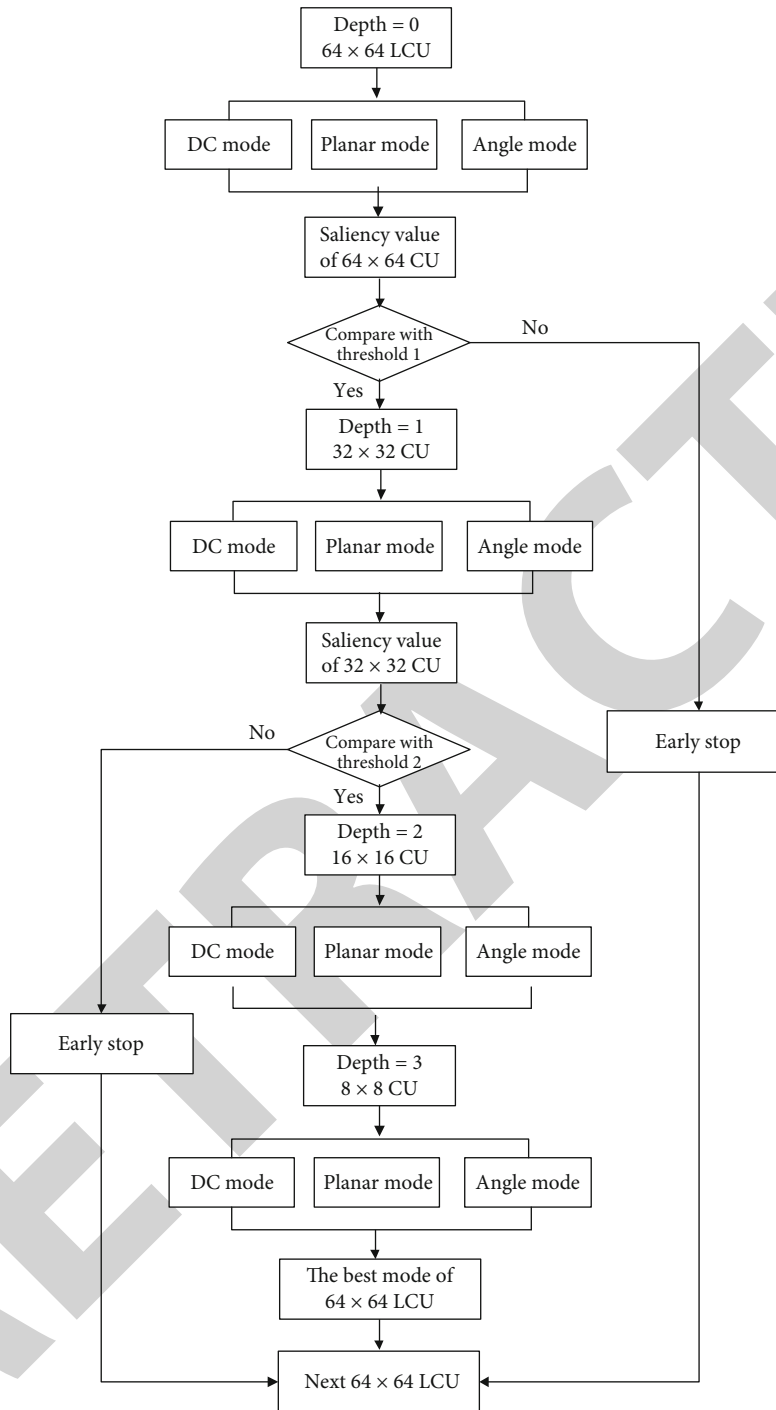 Depth = 0
64 × 64 LCU
DC mode
Planar mode
Angle mode
Saliency value
of 64 × 64 CU
Compare with
threshold 1
No
Yes
Depth = 1
32 × 32 CU
DC mode
Planar mode
Angle mode
Saliency value
of 32 × 32 CU
No
Compare with
threshold 2
Early stop
Yes
Depth = 2
16 × 16 CU
DC mode
Planar mode
Angle mode
Early stop
Depth = 3
8 × 8 CU
DC mode
Planar mode
Angle mode
The best mode of
64 × 64 LCU
Next 64 × 64 LCU
ETRACT